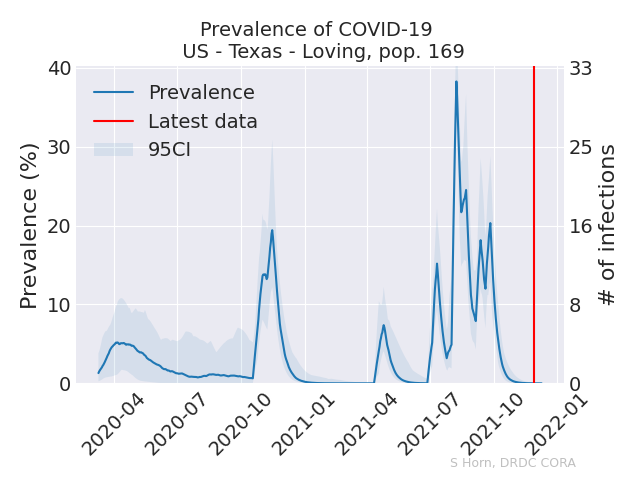 Prevalence of COVID-19
US - Texas - Loving, pop. 169
Prevalence (%)
40
30
20
10
0
Prevalence
Latest data
95CI
33
25
16
8
0
# of infections
2020-04
2020-07
2020-10
2021-01
2021-04
2021-07
2021-10
2022-01
S Horn, DRDC CORA